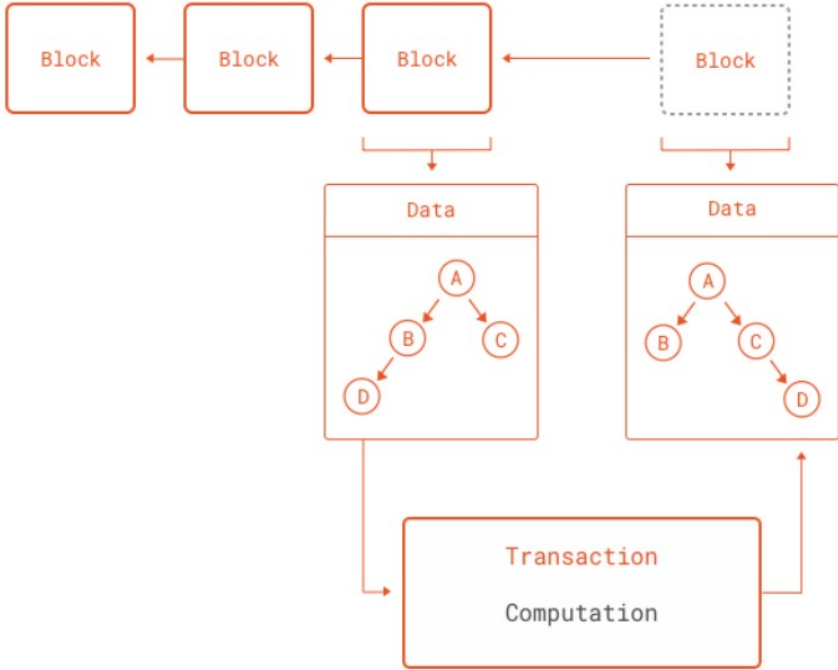 Block
Block
Block
Block
Data
A
B
C
D
Data
A
B
C
D
Transaction
Computation